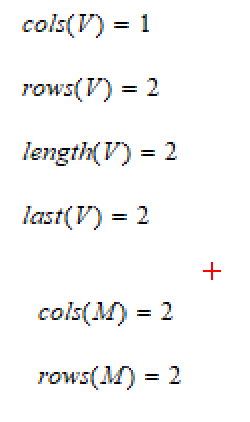 cols(V) = 1
rows(V) = 2
length(V) = 2
last(V) = 2
+
cols(M) = 2
rows(M) = 2